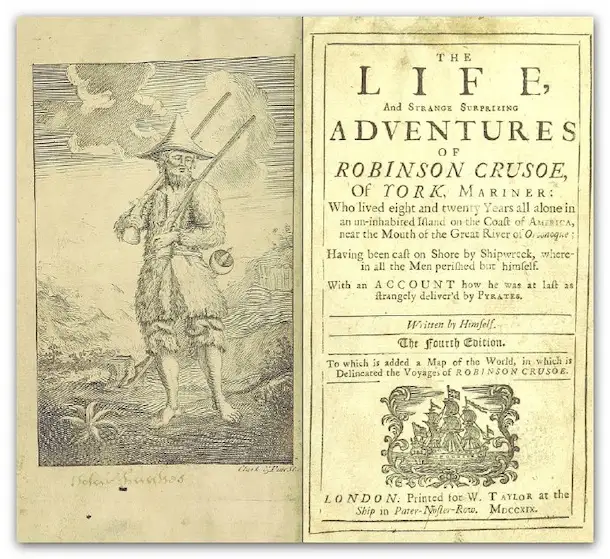 THE
LIFE,
And STRANGE SURPRIZING
ADVENTURES
OF
ROBINSON CRUSOE,
Of YORK, MARINER:
Who lived eight and twenty Years all alone in
an un-inhabited Iſland on the Coaſt of AMERICA,
near the Mouth of the Great River of Oroonoque;
Having been caſt on Shore by Shipwreck, where-
in all the Men periſhed but himſelf.
With an ACCOUNT how he was at laſt as
ſtrangely deliver'd by PYRATES.
Written by Himſelf.
The Fourth Edition.
To which is added a Map of the World, in which is
Delineated the Voyages of ROBINSON CRUSOE.
LONDON: Printed for W. TAYLOR at the
Ship in Pater-Noſter-Row. MDCCXIX.
Clark & Pine Sc.